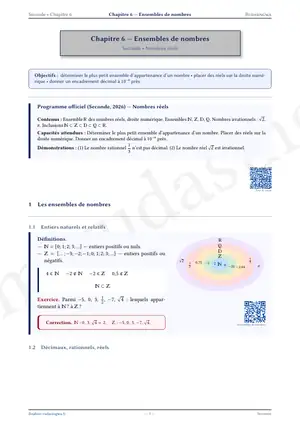 Seconde • Chapitre 6
Chapitre 6 — Ensembles de nombres
Chapitre 6 — Ensembles de nombres
Seconde • Nombres réels
Objectifs : déterminer le plus petit ensemble d'appartenance d'un nombre • placer des réels sur la droite numérique • donner un encadrement décimal à 10⁻ⁿ près
Programme officiel (Seconde, 2026) — Nombres réels
Contenus : Ensemble ℝ des nombres réels, droite numérique. Ensembles ℕ, ℤ, 𝔻, ℚ. Nombres irrationnels : √2,
π. Inclusions ℕ ⊂ ℤ ⊂ 𝔻 ⊂ ℚ ⊂ ℝ.
Capacités attendues : Déterminer le plus petit ensemble d'appartenance d'un nombre. Placer des réels sur la
droite numérique. Donner un encadrement décimal à 10⁻ⁿ près.
Démonstrations : (1) Le nombre rationnel 1/3 n'est pas décimal. (2) Le nombre réel √2 est irrationnel.
1 Les ensembles de nombres
1.1 Entiers naturels et relatifs
Définitions.
— ℕ = {0; 1; 2; 3...} — entiers positifs ou nuls.
— ℤ = {...; −3; −2; −1; 0; 1; 2; 3...} — entiers positifs ou
négatifs.
4 ∈ ℕ −2 ∉ ℕ −2 ∈ ℤ 0,5 ∉ ℤ
ℕ ⊂ ℤ
ℝ
ℚ
𝔻
ℤ
ℕ
Exercice. Parmi −5, 0, 3, 1/2, −7, √4 : lesquels appartiennent à ℕ ? à ℤ ?
Correction. ℕ : 0, 3, √4 = 2. ℤ : −5, 0, 3, −7, √4.
1.2 Décimaux, rationnels, réels
— 1 —
Seconde